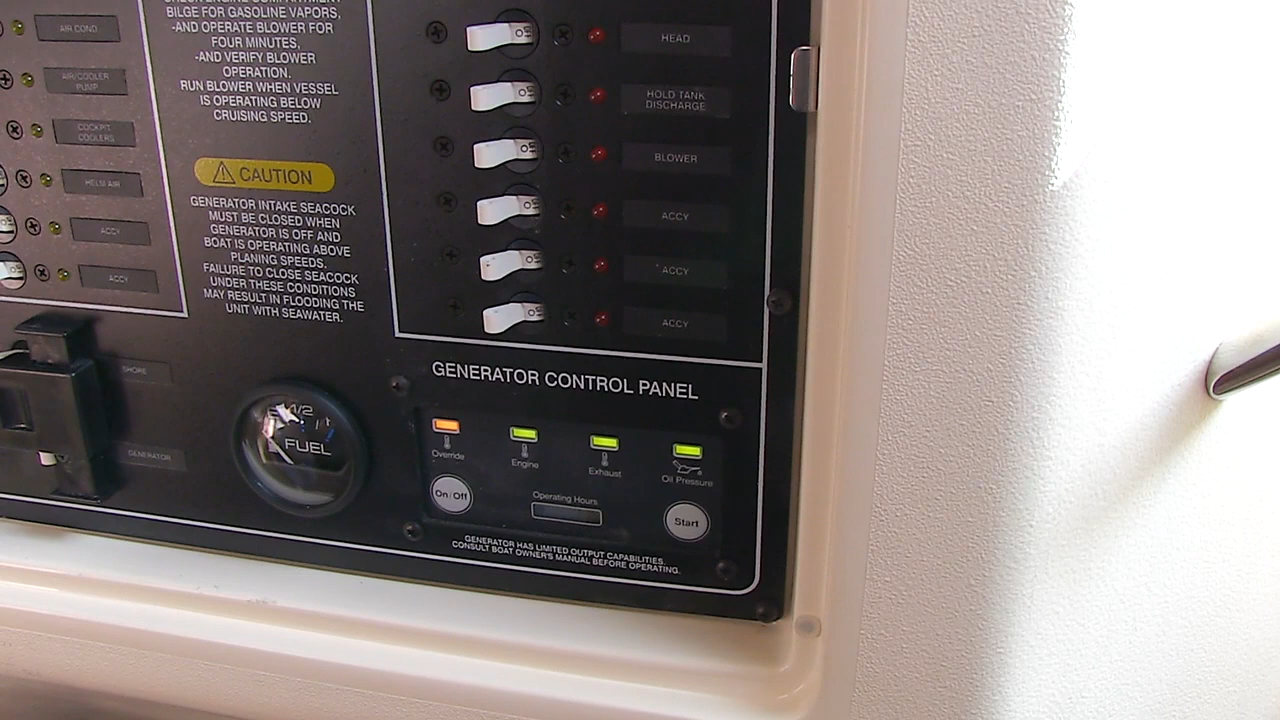 AIR COND
AIR/COOLER
PUMP
COCKPIT
COOLERS
HELM AIR
ACCY
ACCY
CHECK ENGINE COMPARTMENT
BILGE FOR GASOLINE VAPORS,
-AND OPERATE BLOWER FOR
FOUR MINUTES,
-AND VERIFY BLOWER
OPERATION.
RUN BLOWER WHEN VESSEL
IS OPERATING BELOW
CRUISING SPEED.
CAUTION
GENERATOR INTAKE SEACOCK
MUST BE CLOSED WHEN
GENERATOR IS OFF AND
BOAT IS OPERATING ABOVE
PLANING SPEEDS.
FAILURE TO CLOSE SEACOCK
UNDER THESE CONDITIONS
MAY RESULT IN FLOODING THE
UNIT WITH SEAWATER.
HEAD
HOLD TANK
DISCHARGE
BLOWER
ACCY
ACCY
ACCY
SHORE
GENERATOR
E 1/2
FUEL
GENERATOR CONTROL PANEL
Override
Engine
Exhaust
Oil Pressure
On/Off
Operating Hours
Start
GENERATOR HAS LIMITED OUTPUT CAPABILITIES.
CONSULT BOAT OWNER'S MANUAL BEFORE OPERATING.